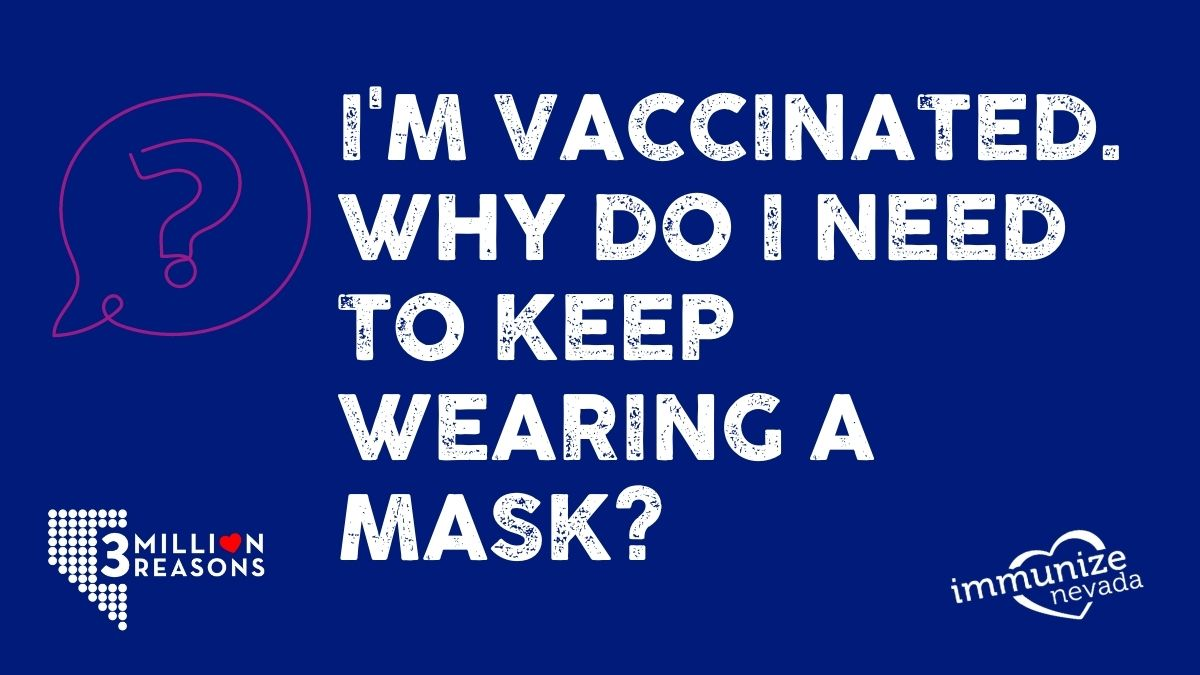 I'M VACCINATED.
WHY DO I NEED
TO KEEP
WEARING A
MASK?
3 MILLION
REASONS
immunize
nevada